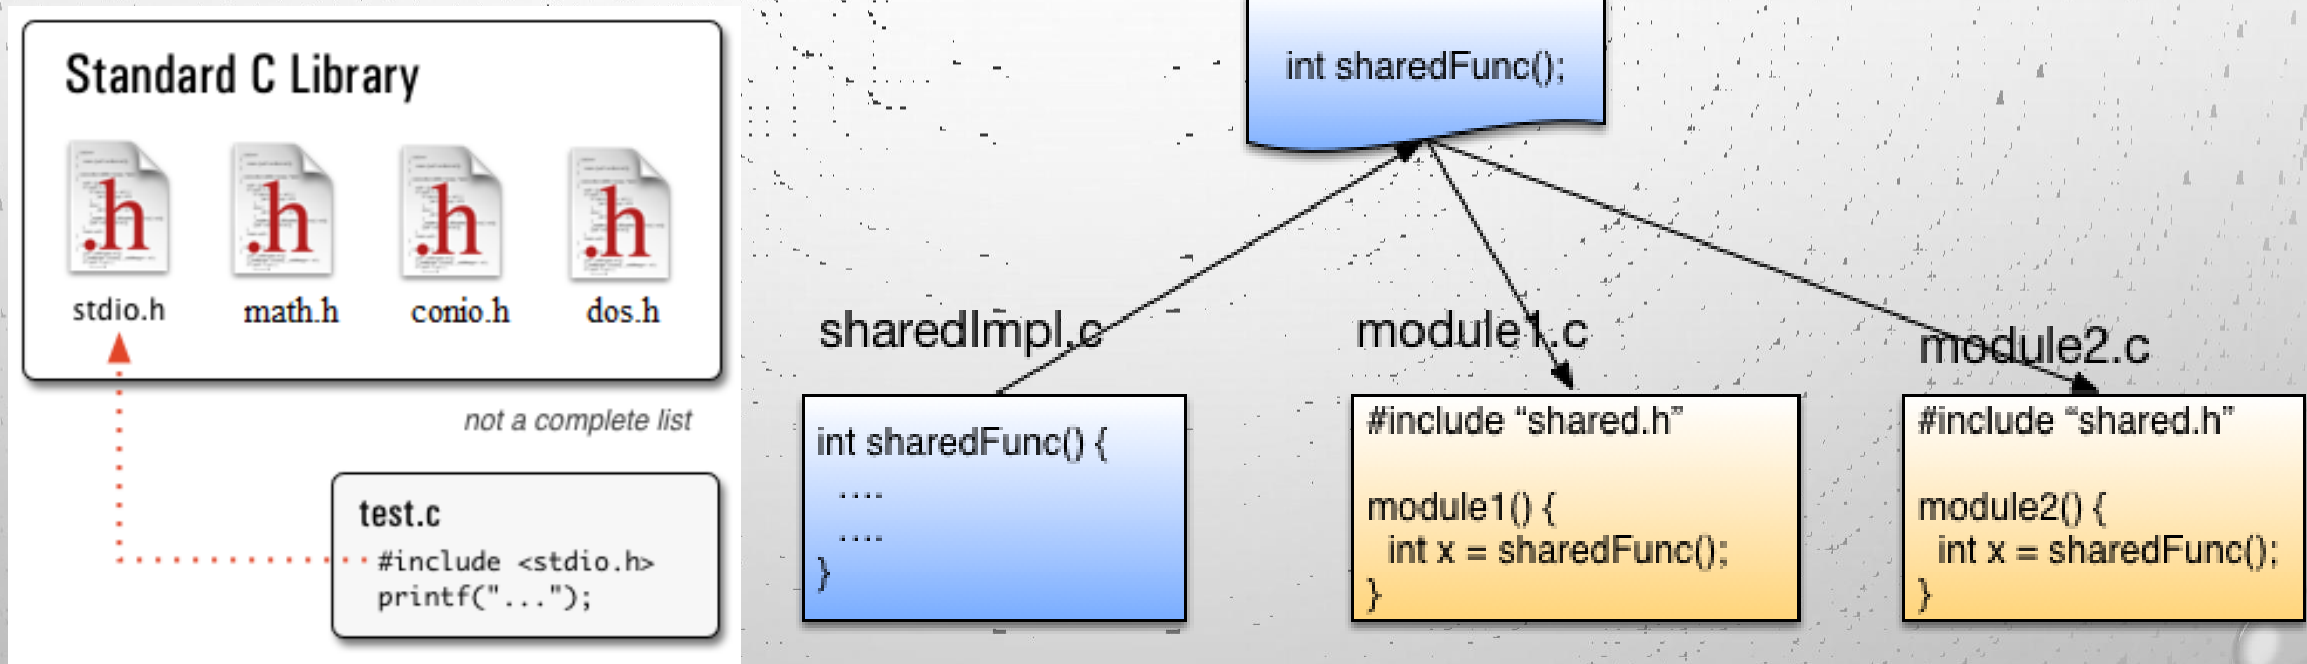 Standard C Library
.h
.h
.h
.h
stdio.h
math.h
conio.h
dos.h
not a complete list
test.c
#include <stdio.h>
printf("...");
int sharedFunc();
sharedImpl.c
int sharedFunc() {
....
....
}
module1.c
#include “shared.h”
module1() {
int x = sharedFunc();
}
module2.c
#include “shared.h”
module2() {
int x = sharedFunc();
}